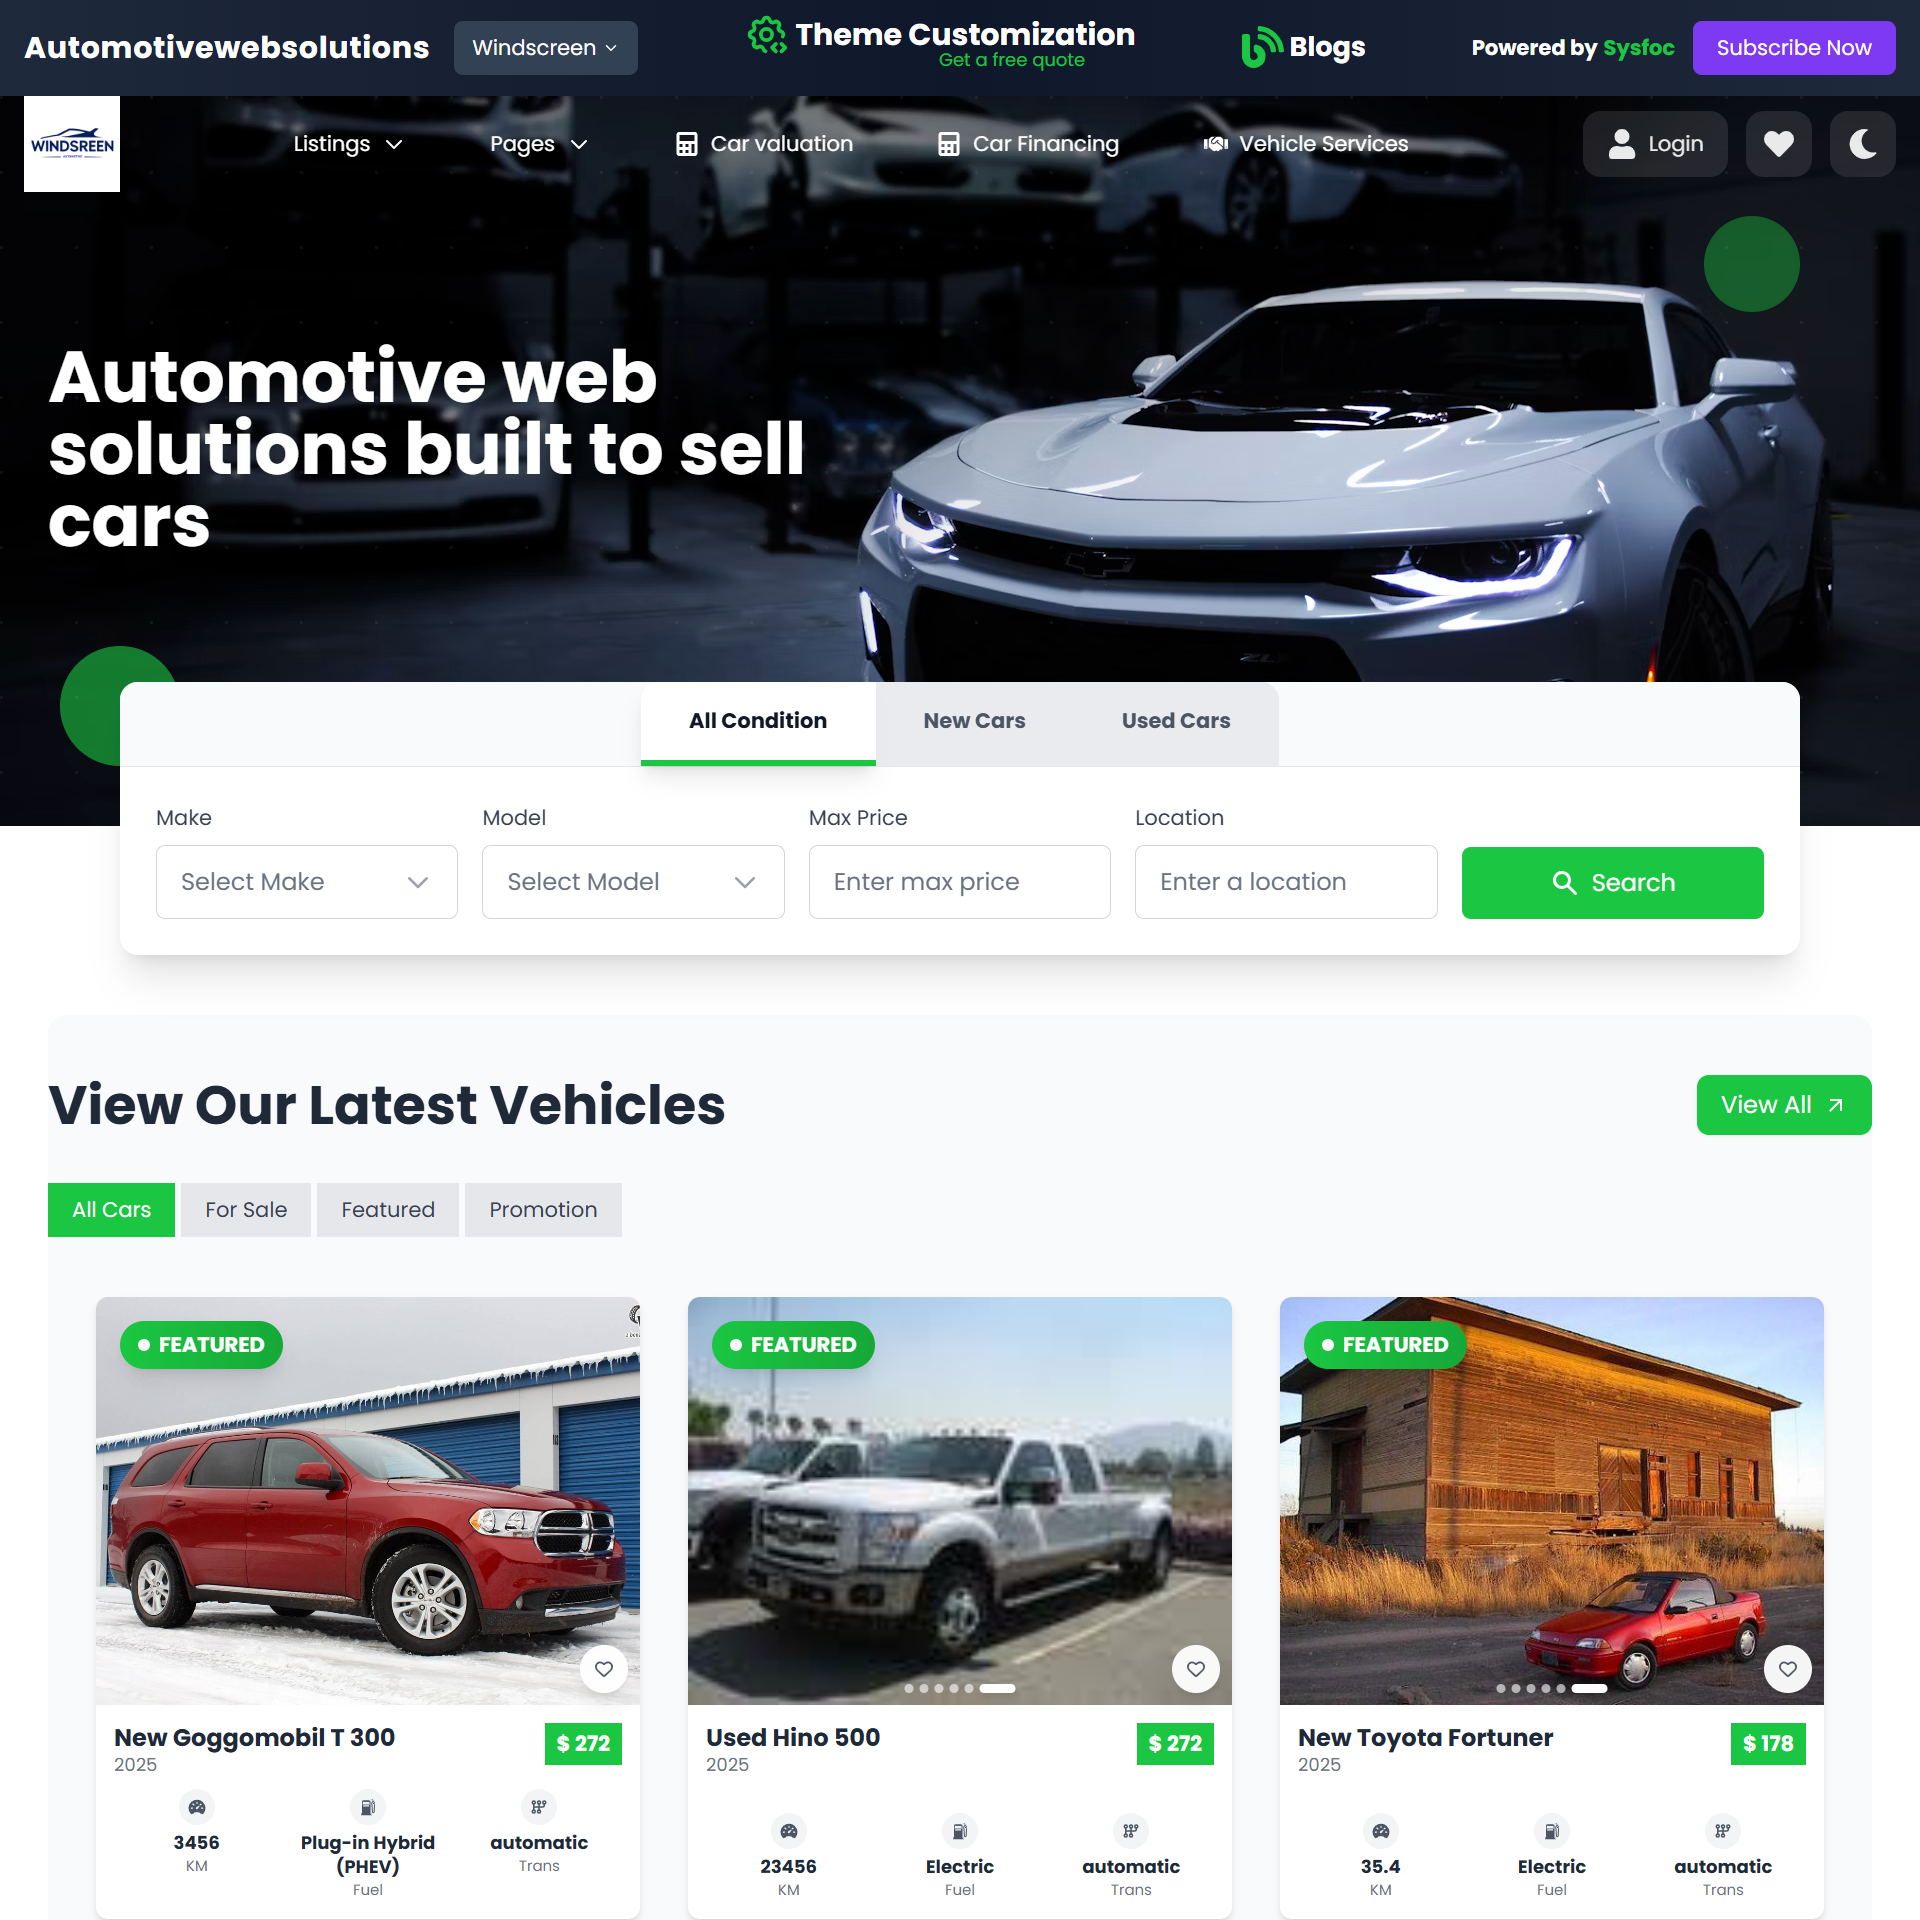 Automotivewebsolutions
Windscreen
Theme Customization
Get a free quote
Blogs
Powered by Sysfoc
Subscribe Now
WINDSREEN
Listings
Pages
Car valuation
Car Financing
Vehicle Services
Login
Automotive web
solutions built to sell
cars
All Condition
New Cars
Used Cars
Make
Model
Max Price
Location
Select Make
Select Model
Enter max price
Enter a location
Search
View Our Latest Vehicles
View All
All Cars
For Sale
Featured
Promotion
FEATURED
FEATURED
FEATURED
New Goggomobil T 300
$ 272
2025
3456
KM
Plug-in Hybrid
(PHEV)
Fuel
automatic
Trans
Used Hino 500
$ 272
2025
23456
KM
Electric
Fuel
automatic
Trans
New Toyota Fortuner
$ 178
2025
35.4
KM
Electric
Fuel
automatic
Trans